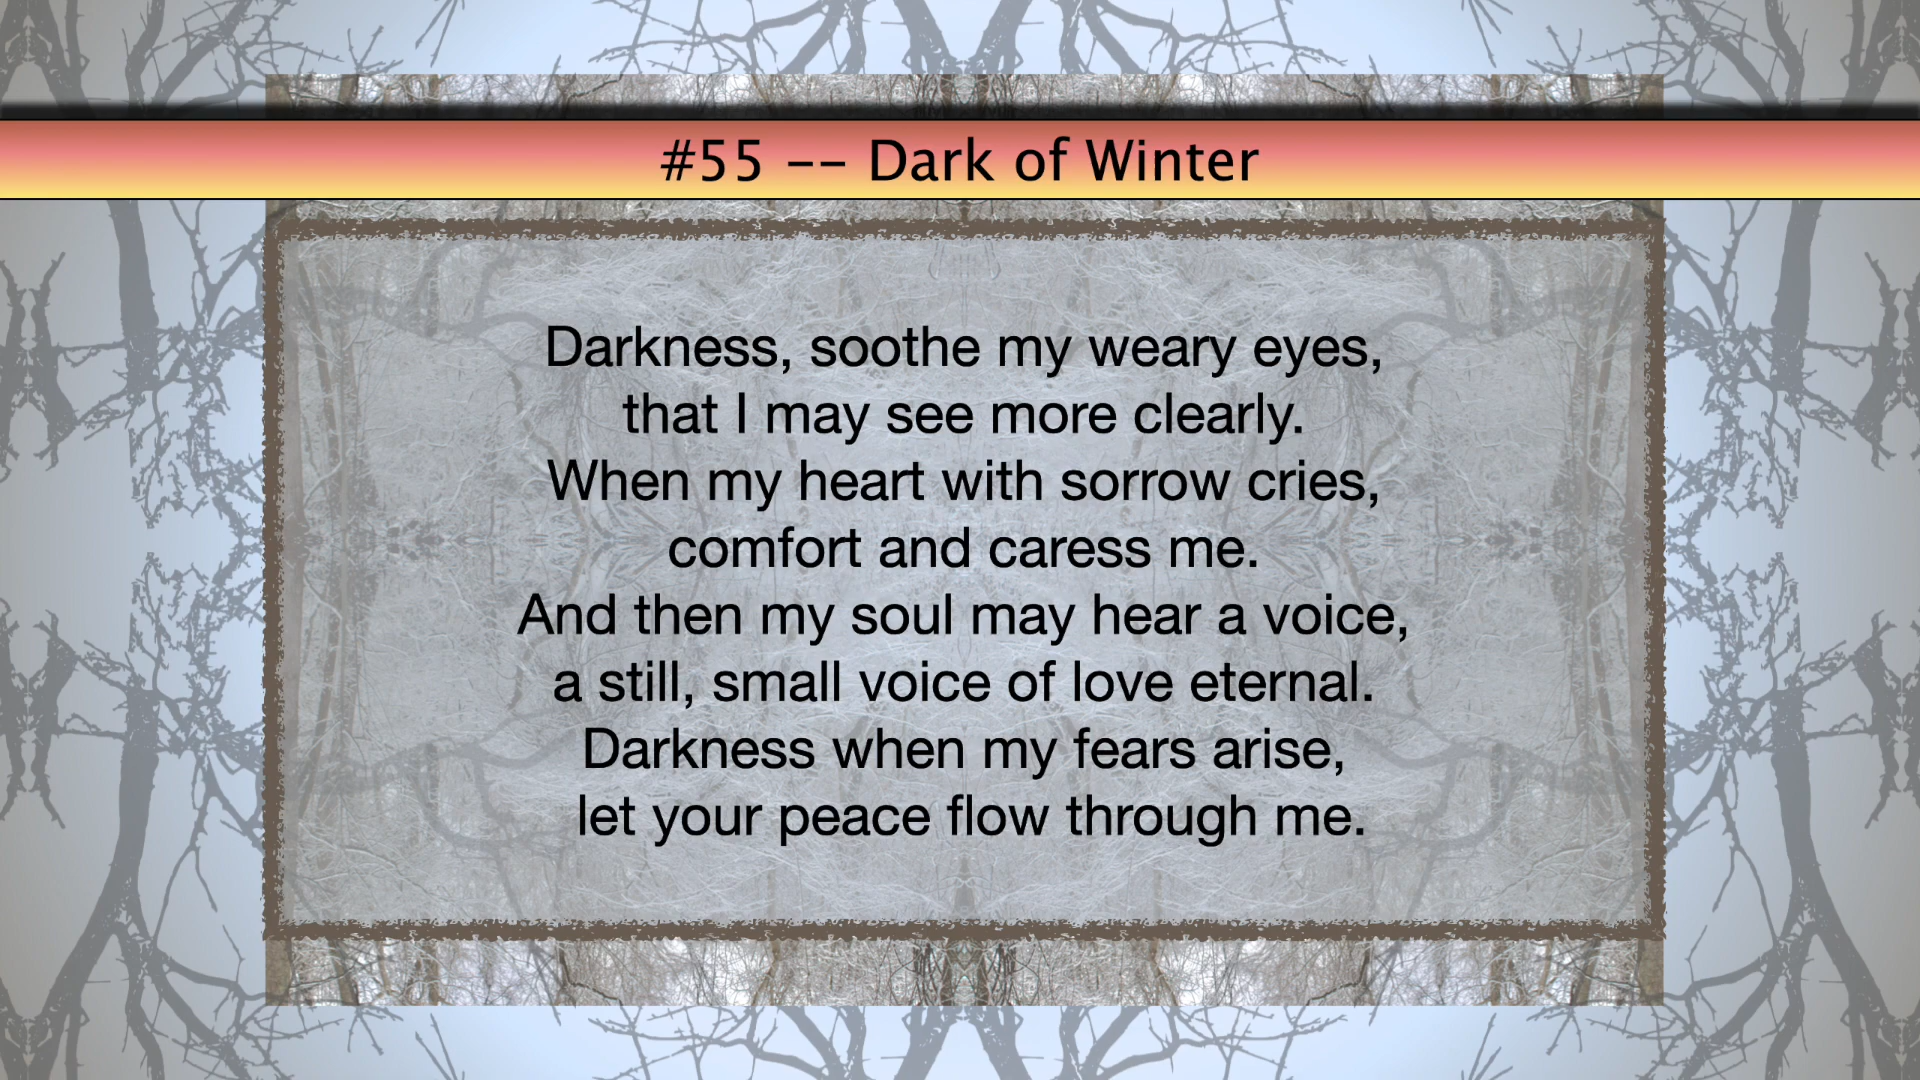 #55 -- Dark of Winter
Darkness, soothe my weary eyes,
that I may see more clearly.
When my heart with sorrow cries,
comfort and caress me.
And then my soul may hear a voice,
a still, small voice of love eternal.
Darkness when my fears arise,
let your peace flow through me.